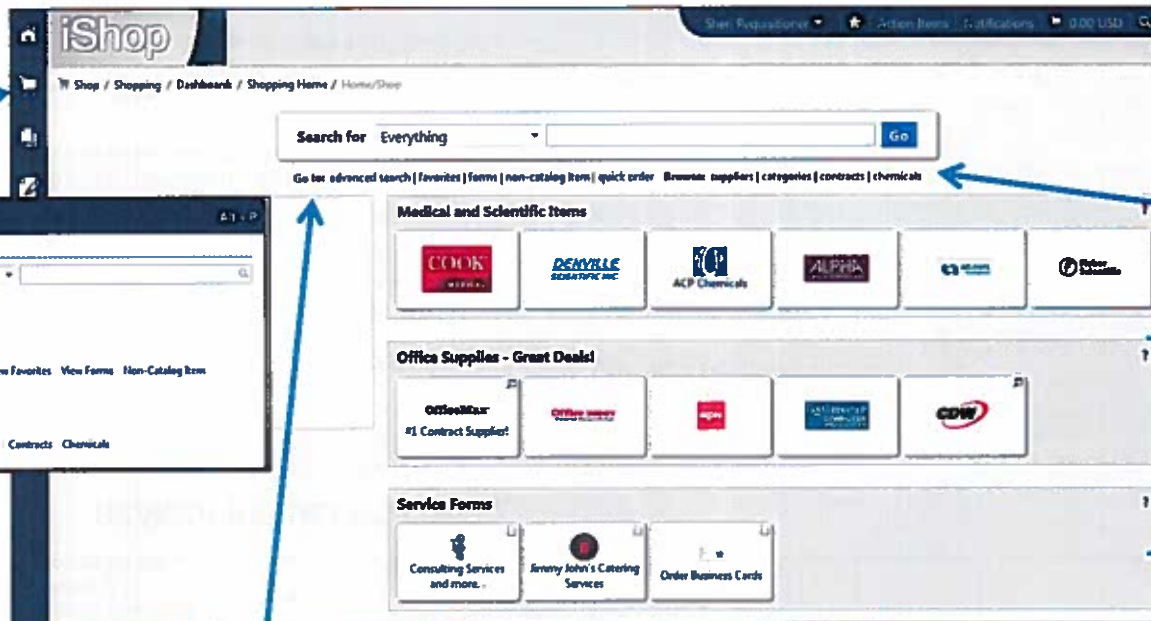 iShop
Action Items Notifications 0.00 USD
Shop / Shopping / Dashboards / Shopping Home / Home/Shop
Search for Everything Go
Go to: advanced search | favorites | forms | non-catalog item | quick order Browse: suppliers | categories | contracts | chemicals
Favorites View Forms Non-Catalog Item
Contracts Chemicals
Medical and Scientific Items ?
COOK
MEDICAL
DENVILLE
SCIENTIFIC INC
ACP Chemicals
ALPHA
Fisher
Scientific
Office Supplies - Great Deals! ?
OfficeMax
#1 Contract Supplier!
CDW
Service Forms ?
Consulting Services
and more...
Jimmy John's Catering
Services
Order Business Cards